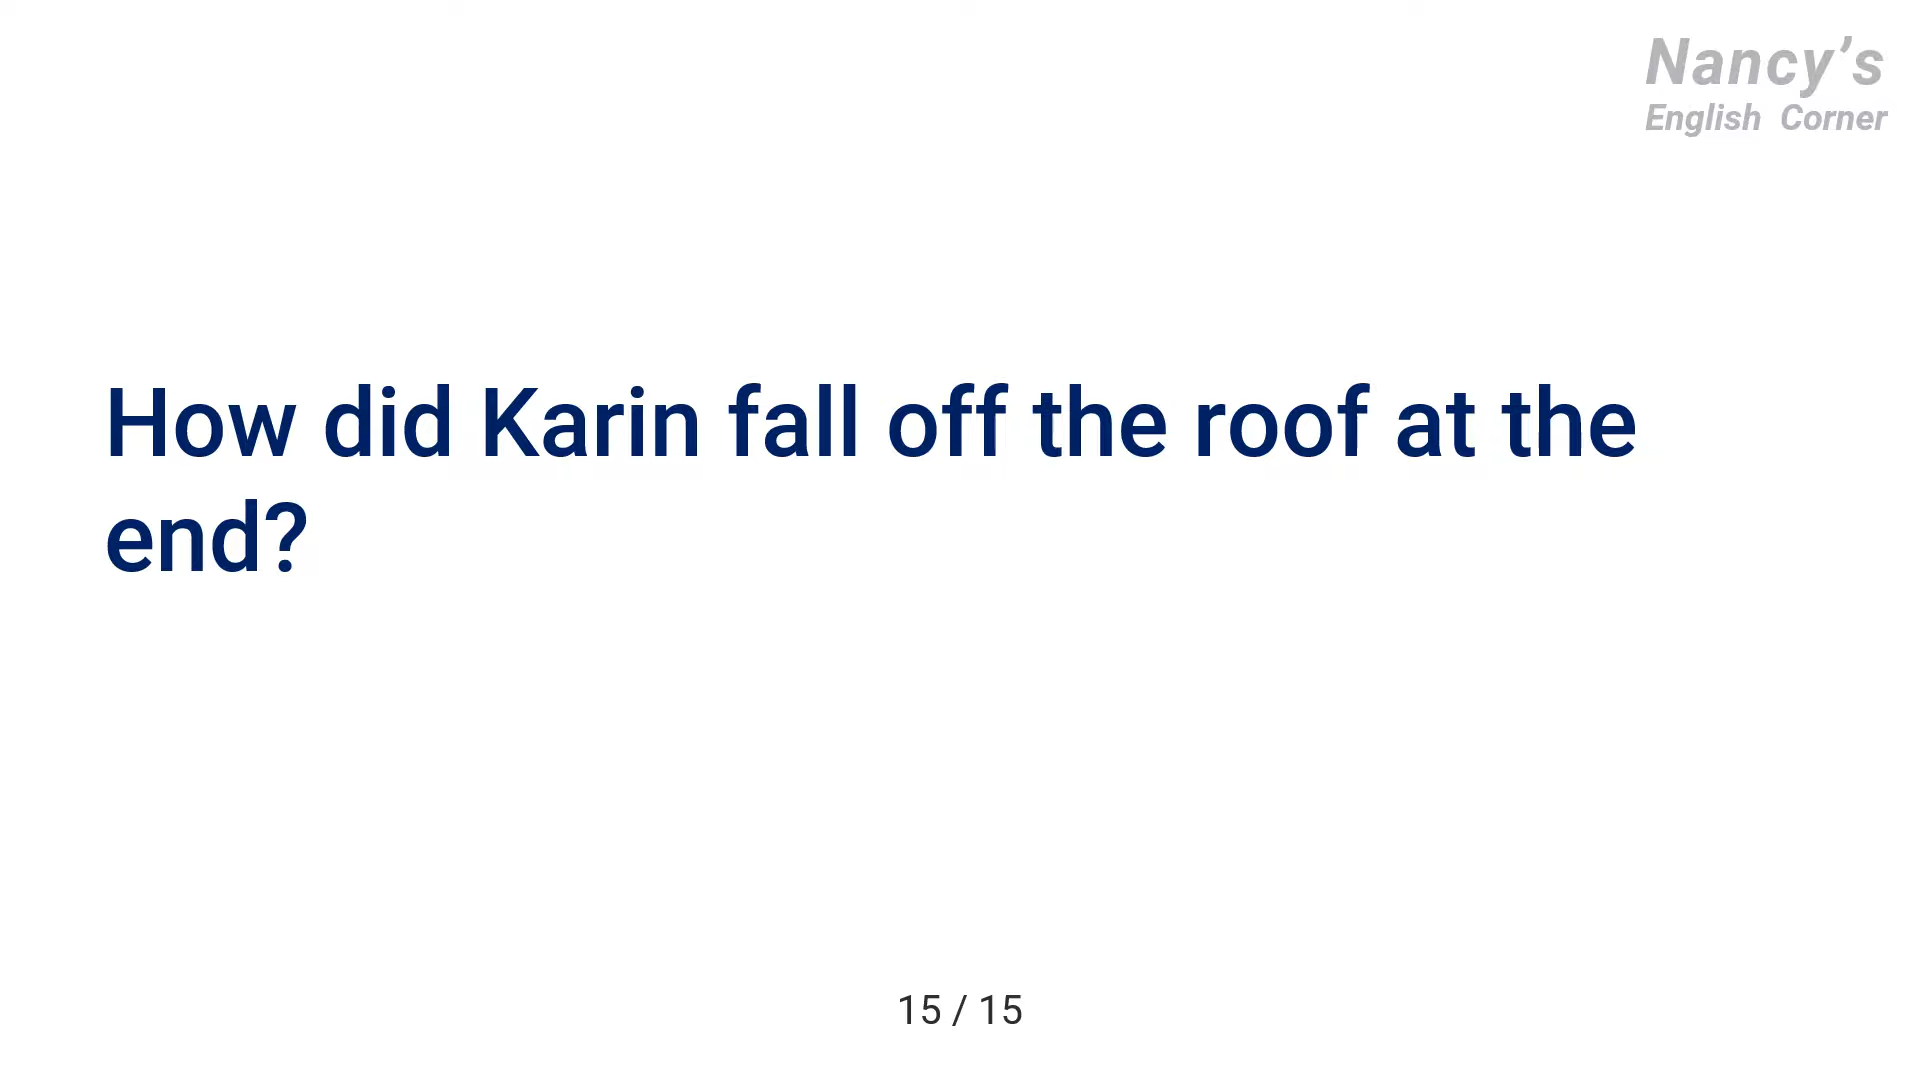 Nancy’s
English Corner
How did Karin fall off the roof at the
end?
15 / 15